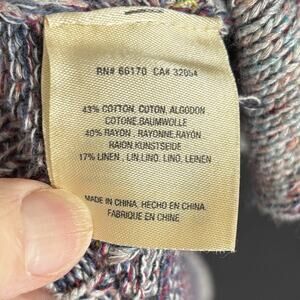 RN# 66170 CA# 32054
43% COTTON, COTON, ALGODON
COTONE,BAUMWOLLE
40% RAYON , RAYONNE,RAYÓN,
RAION,KUNSTSEIDE
17% LINEN , LIN,LINO, LINO, LEINEN
MADE IN CHINA, HECHO EN CHINA,
FABRIQUE EN CHINE